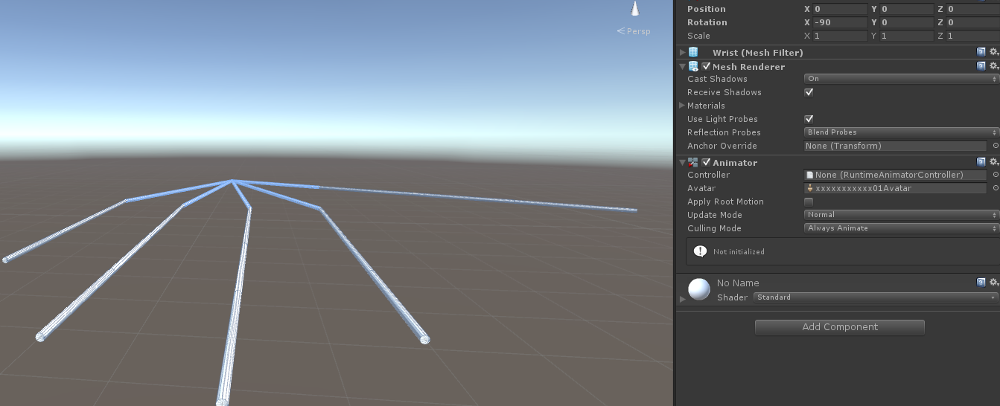 Position X 0 Y 0 Z 0
Rotation X -90 Y 0 Z 0
Scale X 1 Y 1 Z 1
Persp
Wrist (Mesh Filter)
Mesh Renderer
Cast Shadows On
Receive Shadows
Materials
Use Light Probes
Reflection Probes Blend Probes
Anchor Override None (Transform)
Animator
Controller None (RuntimeAnimatorController)
Avatar xxxxxxxxxxx01Avatar
Apply Root Motion
Update Mode Normal
Culling Mode Always Animate
Not initialized
No Name
Shader Standard
Add Component